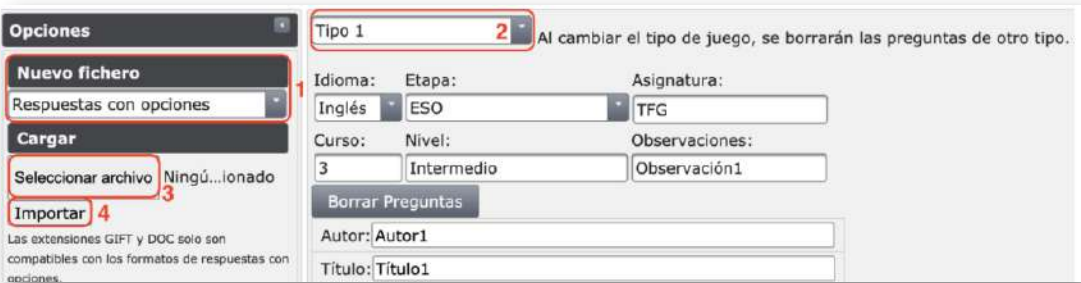 Opciones
Nuevo fichero
Respuestas con opciones
1
Cargar
Seleccionar archivo Ningú...ionado
3
Importar 4
Las extensiones GIFT y DOC solo son
compatibles con los formatos de respuestas con
opciones.
Tipo 1 2 Al cambiar el tipo de juego, se borrarán las preguntas de otro tipo.
Idioma: Etapa: Asignatura:
Inglés ESO TFG
Curso: Nivel: Observaciones:
3 Intermedio Observación1
Borrar Preguntas
Autor: Autor1
Título: Título1